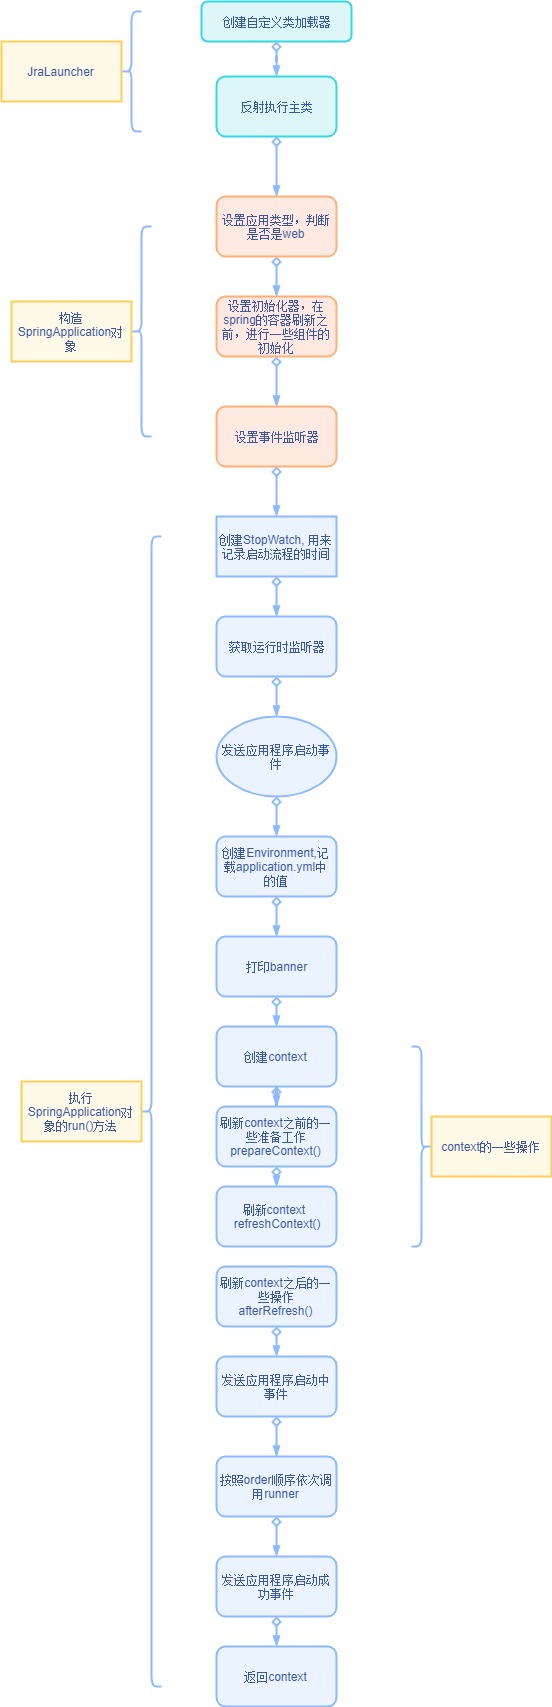 创建自定义类加载器
JraLauncher
反射执行主类
设置应用类型，判断
是否是web
设置初始化器，在
spring的容器刷新之
前，进行一些组件的
初始化
构造
SpringApplication对
象
设置事件监听器
创建StopWatch, 用来
记录启动流程的时间
获取运行时监听器
发送应用程序启动事
件
创建Environment,记
载application.yml中
的值
打印banner
创建context
执行
SpringApplication对
象的run()方法
刷新context之前的一
些准备工作
prepareContext()
context的一些操作
刷新context
refreshContext()
刷新context之后的一
些操作
afterRefresh()
发送应用程序启动中
事件
按照order顺序依次调
用runner
发送应用程序启动成
功事件
返回context